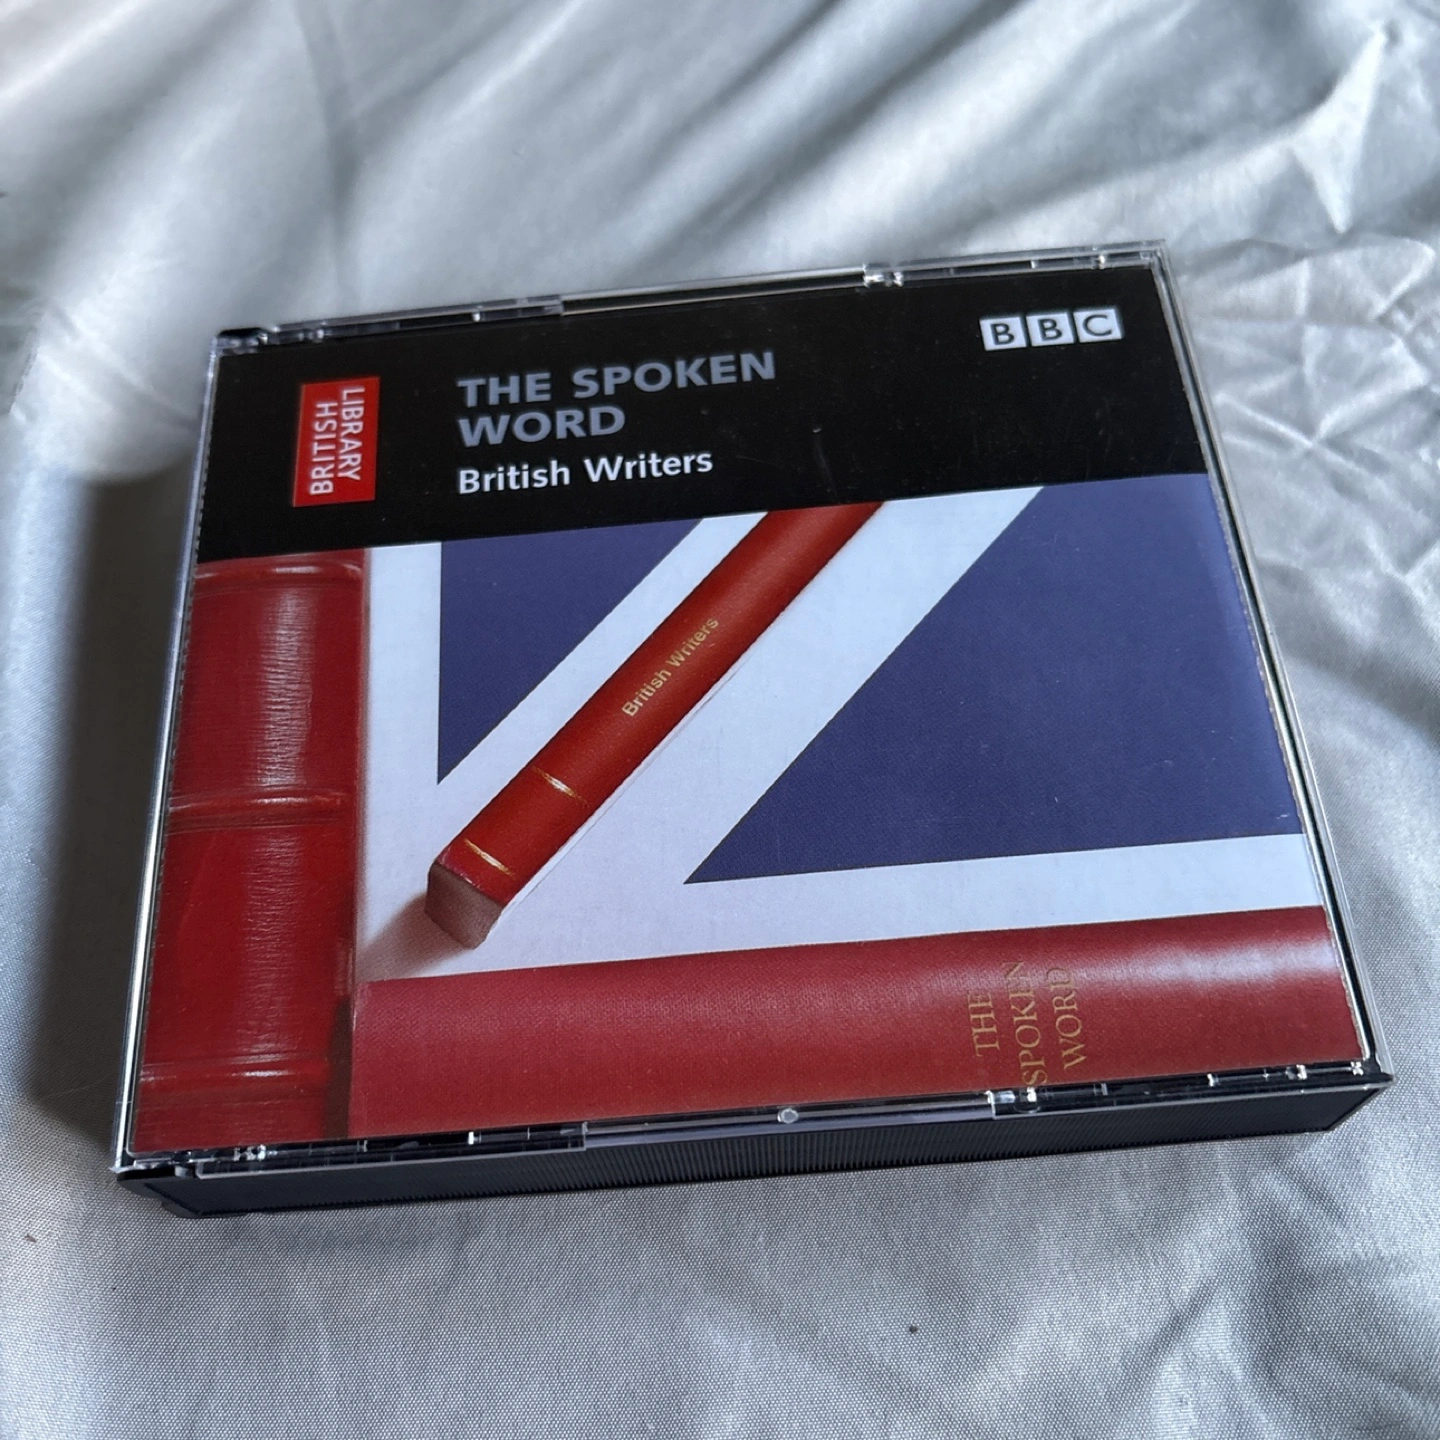 BRITISH
LIBRARY
THE SPOKEN
WORD
British Writers
BBC
British Writers
THE
SPOKEN
WORD